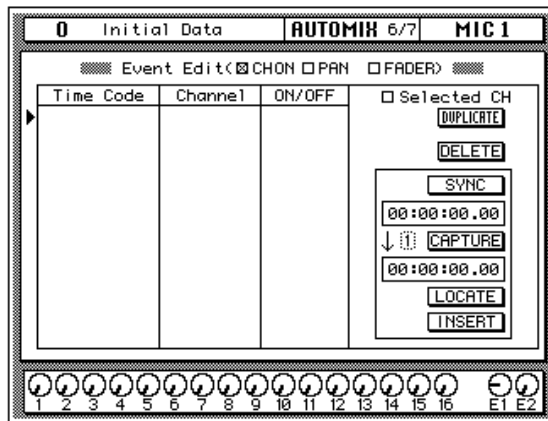 0 Initial Data AUTOMIX 6/7 MIC 1
Event Edit(☒CHON ☐PAN ☐FADER)
Time Code Channel ON/OFF ☐Selected CH
DUPLICATE
DELETE
SYNC
00:00:00.00
↓ 1 CAPTURE
00:00:00.00
LOCATE
INSERT
1 2 3 4 5 6 7 8 9 10 11 12 13 14 15 16 E1 E2